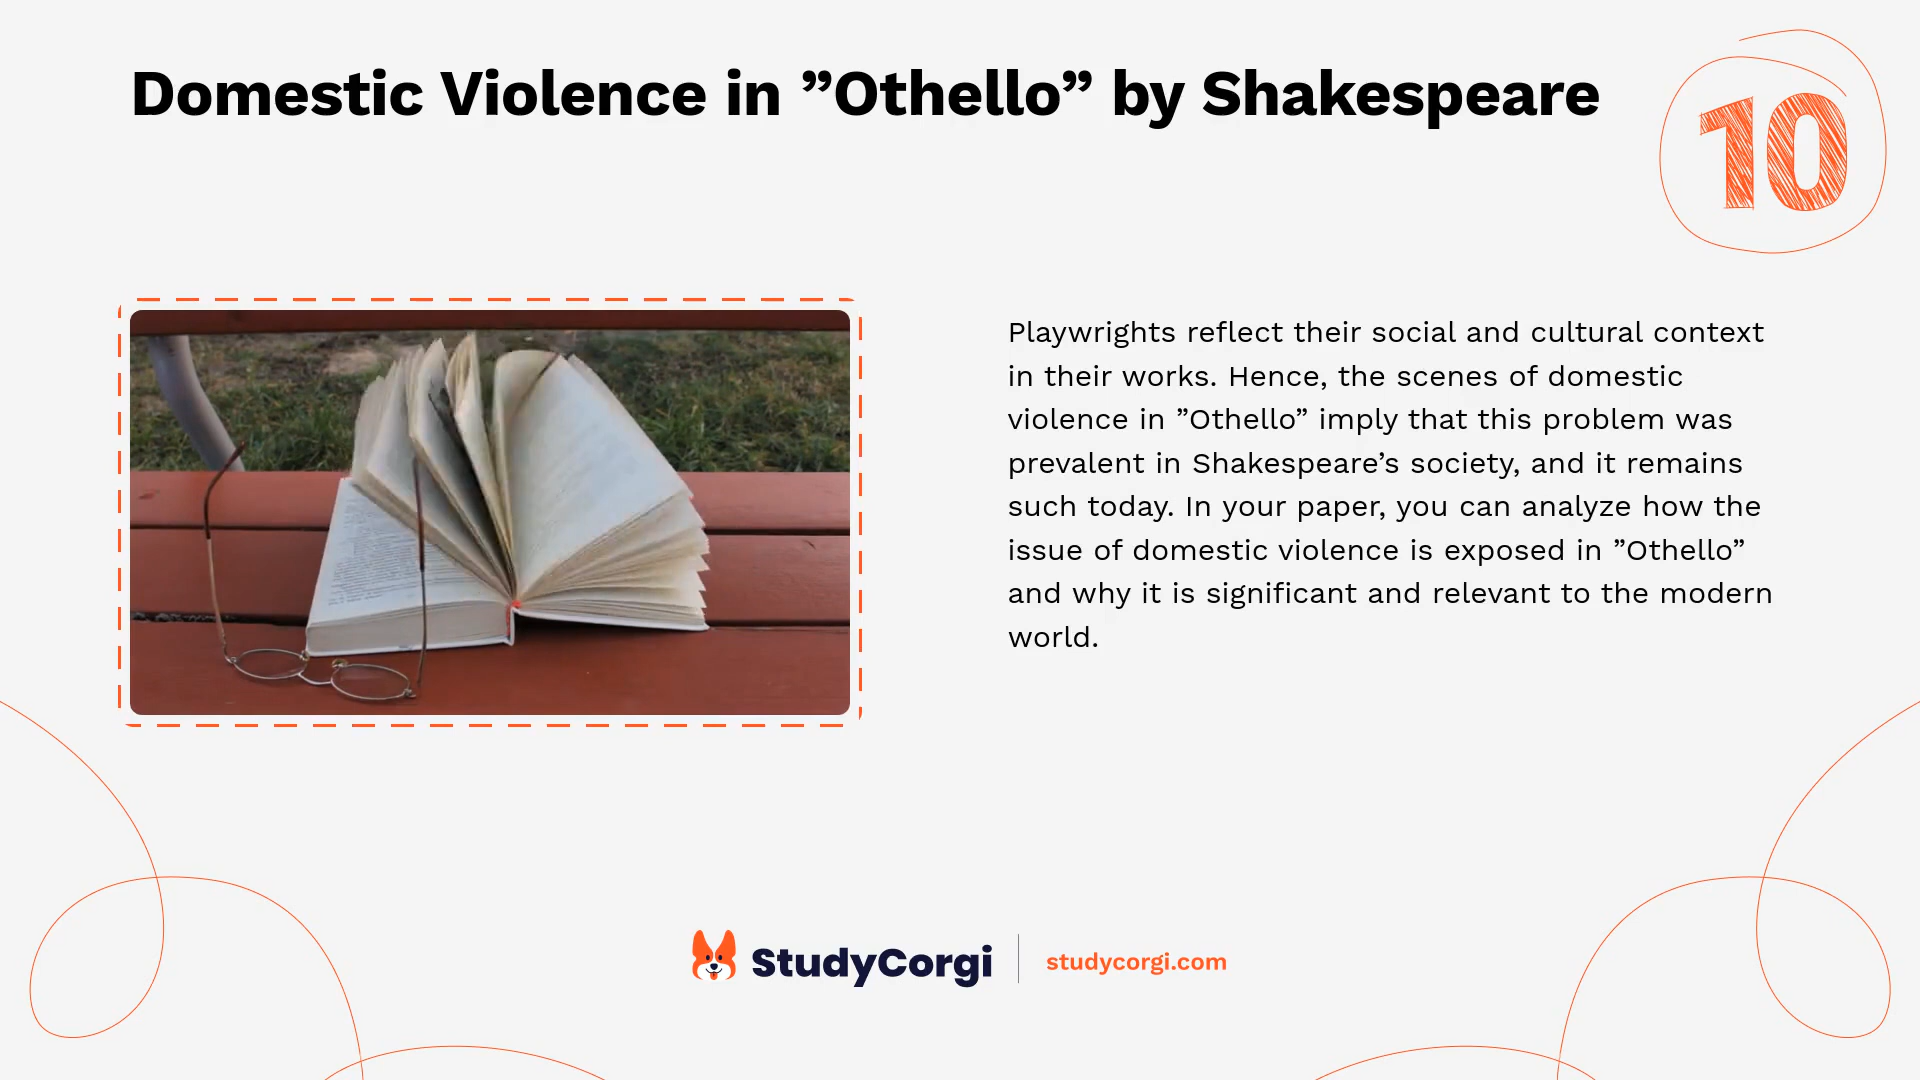 Domestic Violence in ”Othello” by Shakespeare
10
Playwrights reflect their social and cultural context
in their works. Hence, the scenes of domestic
violence in ”Othello” imply that this problem was
prevalent in Shakespeare’s society, and it remains
such today. In your paper, you can analyze how the
issue of domestic violence is exposed in ”Othello”
and why it is significant and relevant to the modern
world.
StudyCorgi
studycorgi.com